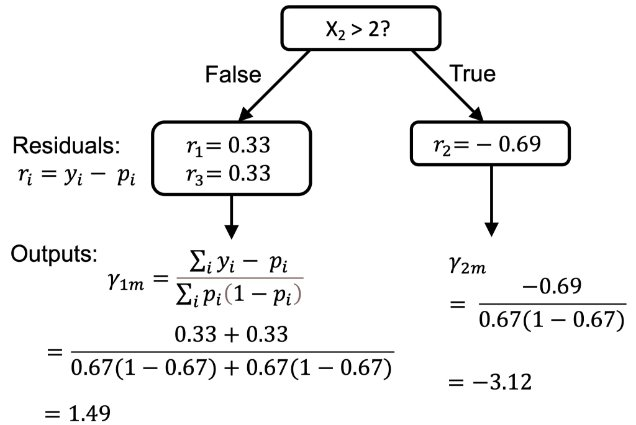 X₂ > 2?
False
True
Residuals:
rᵢ = yᵢ − pᵢ
r₁= 0.33
r₃= 0.33
r₂= − 0.69
Outputs:
γ₁ₘ = ∑ᵢ yᵢ − pᵢ / ∑ᵢ pᵢ(1 − pᵢ)
= 0.33 + 0.33 / 0.67(1 − 0.67) + 0.67(1 − 0.67)
= 1.49
γ₂ₘ
= −0.69 / 0.67(1 − 0.67)
= −3.12